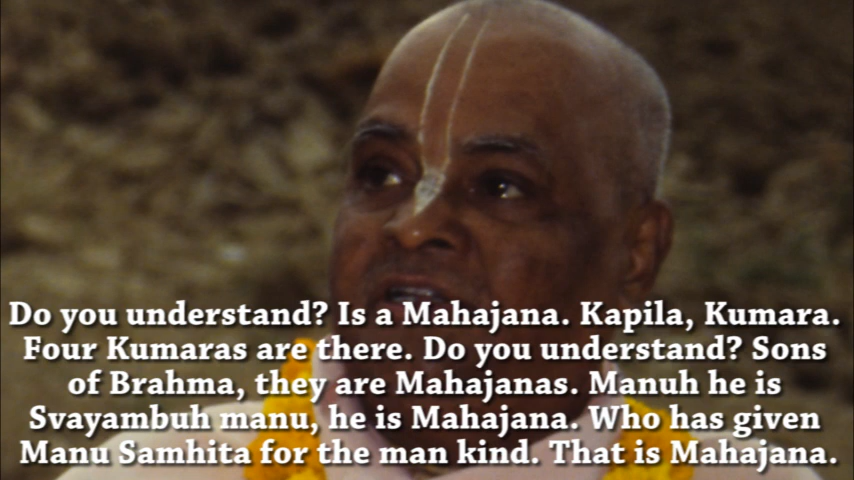 Do you understand? Is a Mahajana. Kapila, Kumara.
Four Kumaras are there. Do you understand? Sons
of Brahma, they are Mahajanas. Manuh he is
Svayambuh manu, he is Mahajana. Who has given
Manu Samhita for the man kind. That is Mahajana.